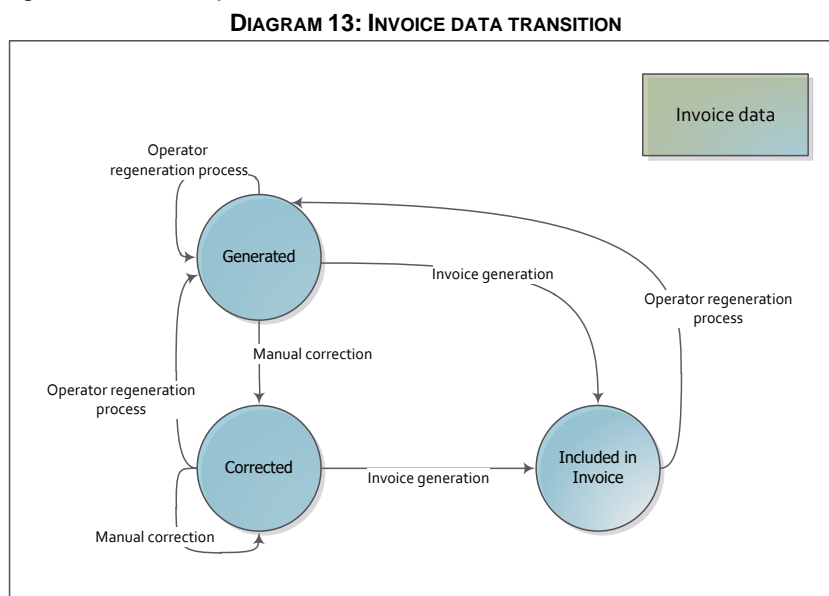 DIAGRAM 13: INVOICE DATA TRANSITION
Invoice data
Operator
regeneration process
Generated
Invoice generation
Operator regeneration
process
Manual correction
Operator regeneration
process
Corrected
Invoice generation
Included in
Invoice
Manual correction